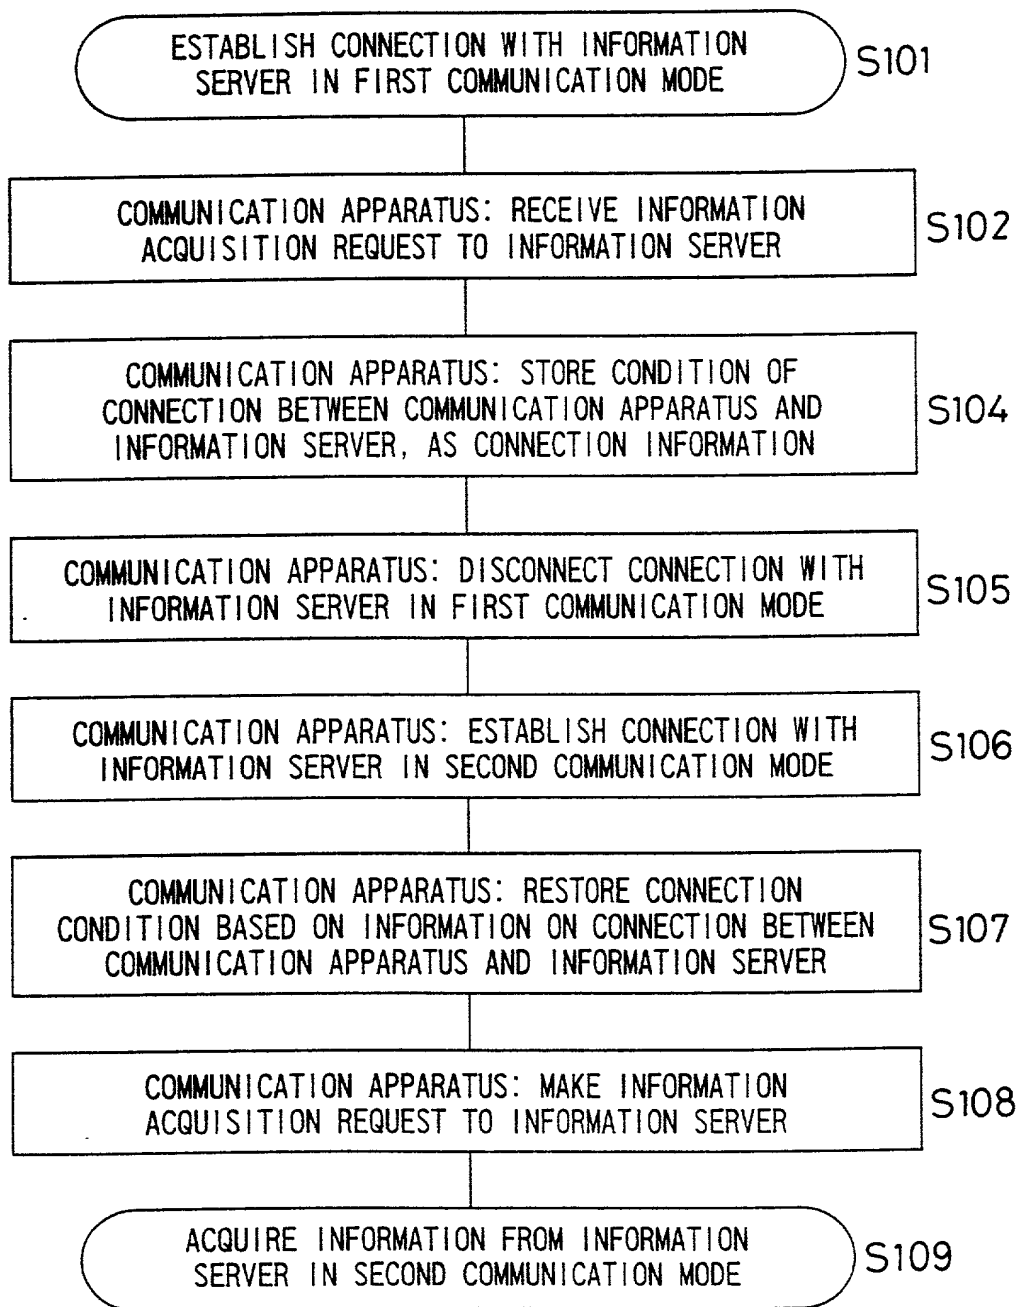 ESTABLISH CONNECTION WITH INFORMATION
SERVER IN FIRST COMMUNICATION MODE
S101
COMMUNICATION APPARATUS: RECEIVE INFORMATION
ACQUISITION REQUEST TO INFORMATION SERVER
S102
COMMUNICATION APPARATUS: STORE CONDITION OF
CONNECTION BETWEEN COMMUNICATION APPARATUS AND
INFORMATION SERVER, AS CONNECTION INFORMATION
S104
COMMUNICATION APPARATUS: DISCONNECT CONNECTION WITH
INFORMATION SERVER IN FIRST COMMUNICATION MODE
S105
COMMUNICATION APPARATUS: ESTABLISH CONNECTION WITH
INFORMATION SERVER IN SECOND COMMUNICATION MODE
S106
COMMUNICATION APPARATUS: RESTORE CONNECTION
CONDITION BASED ON INFORMATION ON CONNECTION BETWEEN
COMMUNICATION APPARATUS AND INFORMATION SERVER
S107
COMMUNICATION APPARATUS: MAKE INFORMATION
ACQUISITION REQUEST TO INFORMATION SERVER
S108
ACQUIRE INFORMATION FROM INFORMATION
SERVER IN SECOND COMMUNICATION MODE
S109